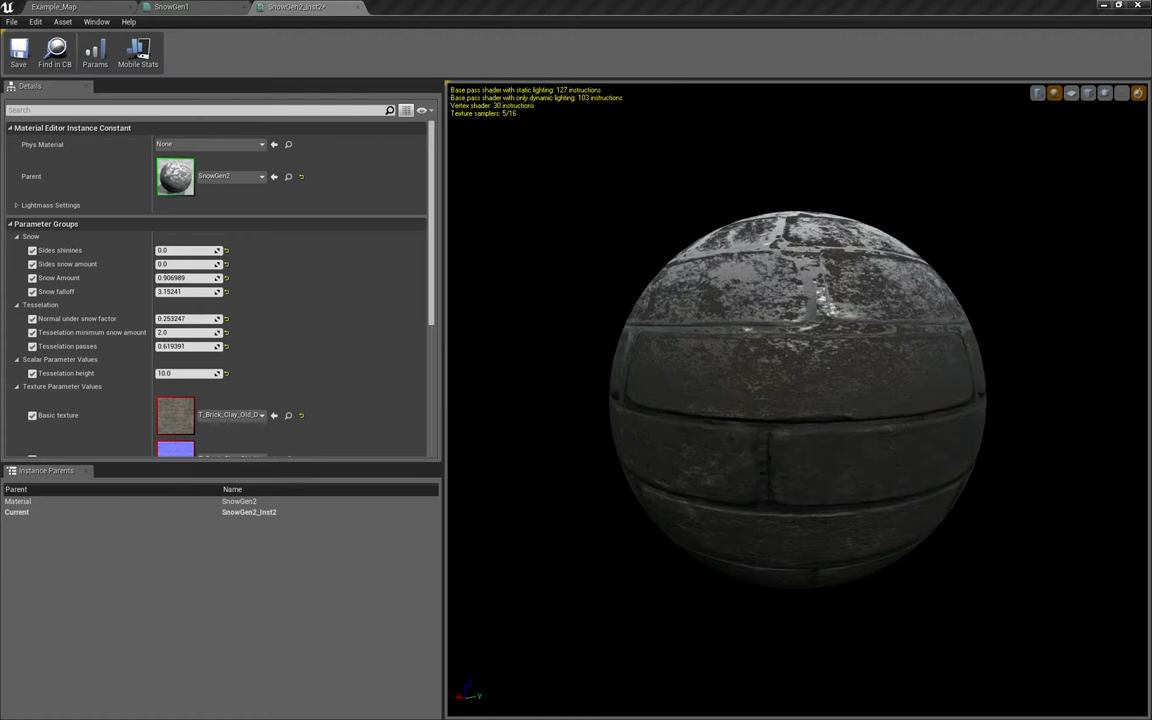 Example_Map
SnowGen1
SnowGen2_Inst2*
File Edit Asset Window Help
Save Find in CB Params Mobile Stats
Details
Search
Material Editor Instance Constant
Phys Material None
Parent SnowGen2
Lightmass Settings
Parameter Groups
Snow
Sides shinines 0.0
Sides snow amount 0.0
Snow Amount 0.906989
Snow falloff 3.15241
Tesselation
Normal under snow factor 0.253247
Tesselation minimum snow amount 2.0
Tesselation passes 0.619391
Scalar Parameter Values
Tesselation height 10.0
Texture Parameter Values
Basic texture T_Brick_Clay_Old_D
Instance Parents
Parent Name
Material SnowGen2
Current SnowGen2_Inst2
Base pass shader with static lighting: 127 instructions
Base pass shader with only dynamic lighting: 103 instructions
Vertex shader: 30 instructions
Texture samplers: 5/16
Z
Y